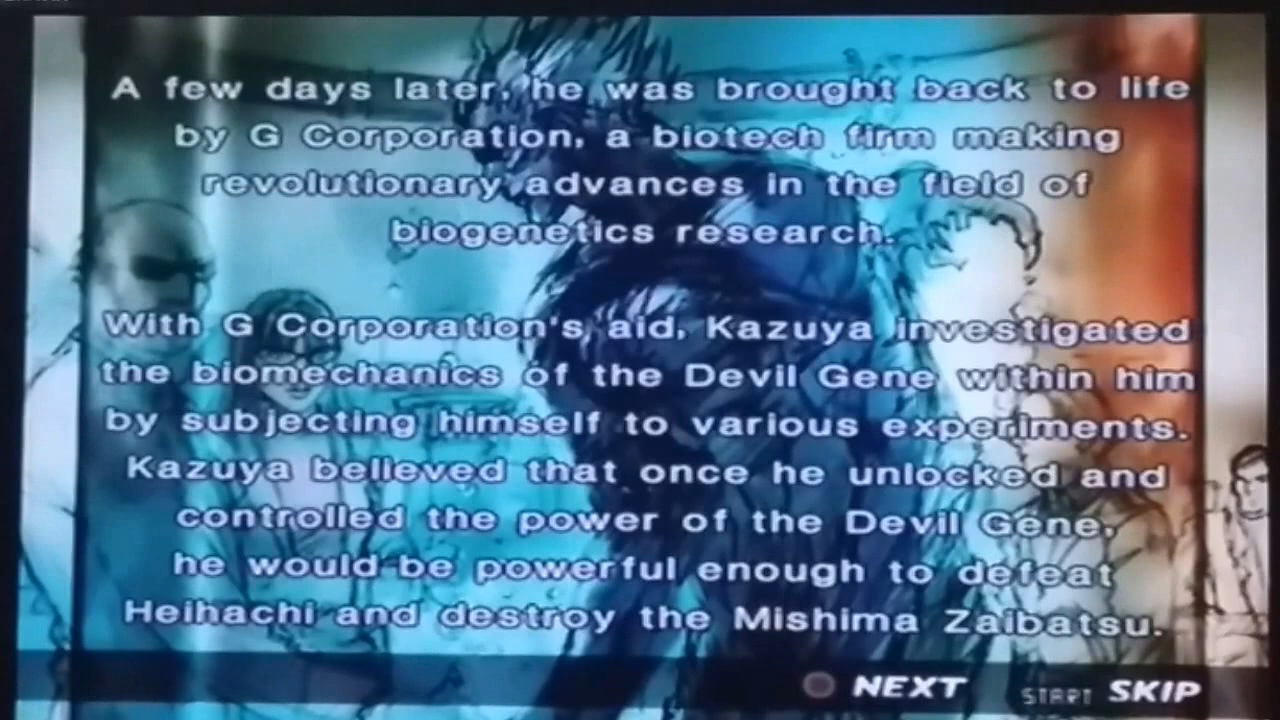 A few days later, he was brought back to life
by G Corporation, a biotech firm making
revolutionary advances in the field of
biogenetics research.
With G Corporation's aid, Kazuya investigated
the biomechanics of the Devil Gene within him
by subjecting himself to various experiments.
Kazuya believed that once he unlocked and
controlled the power of the Devil Gene,
he would be powerful enough to defeat
Heihachi and destroy the Mishima Zaibatsu.
NEXT START SKIP